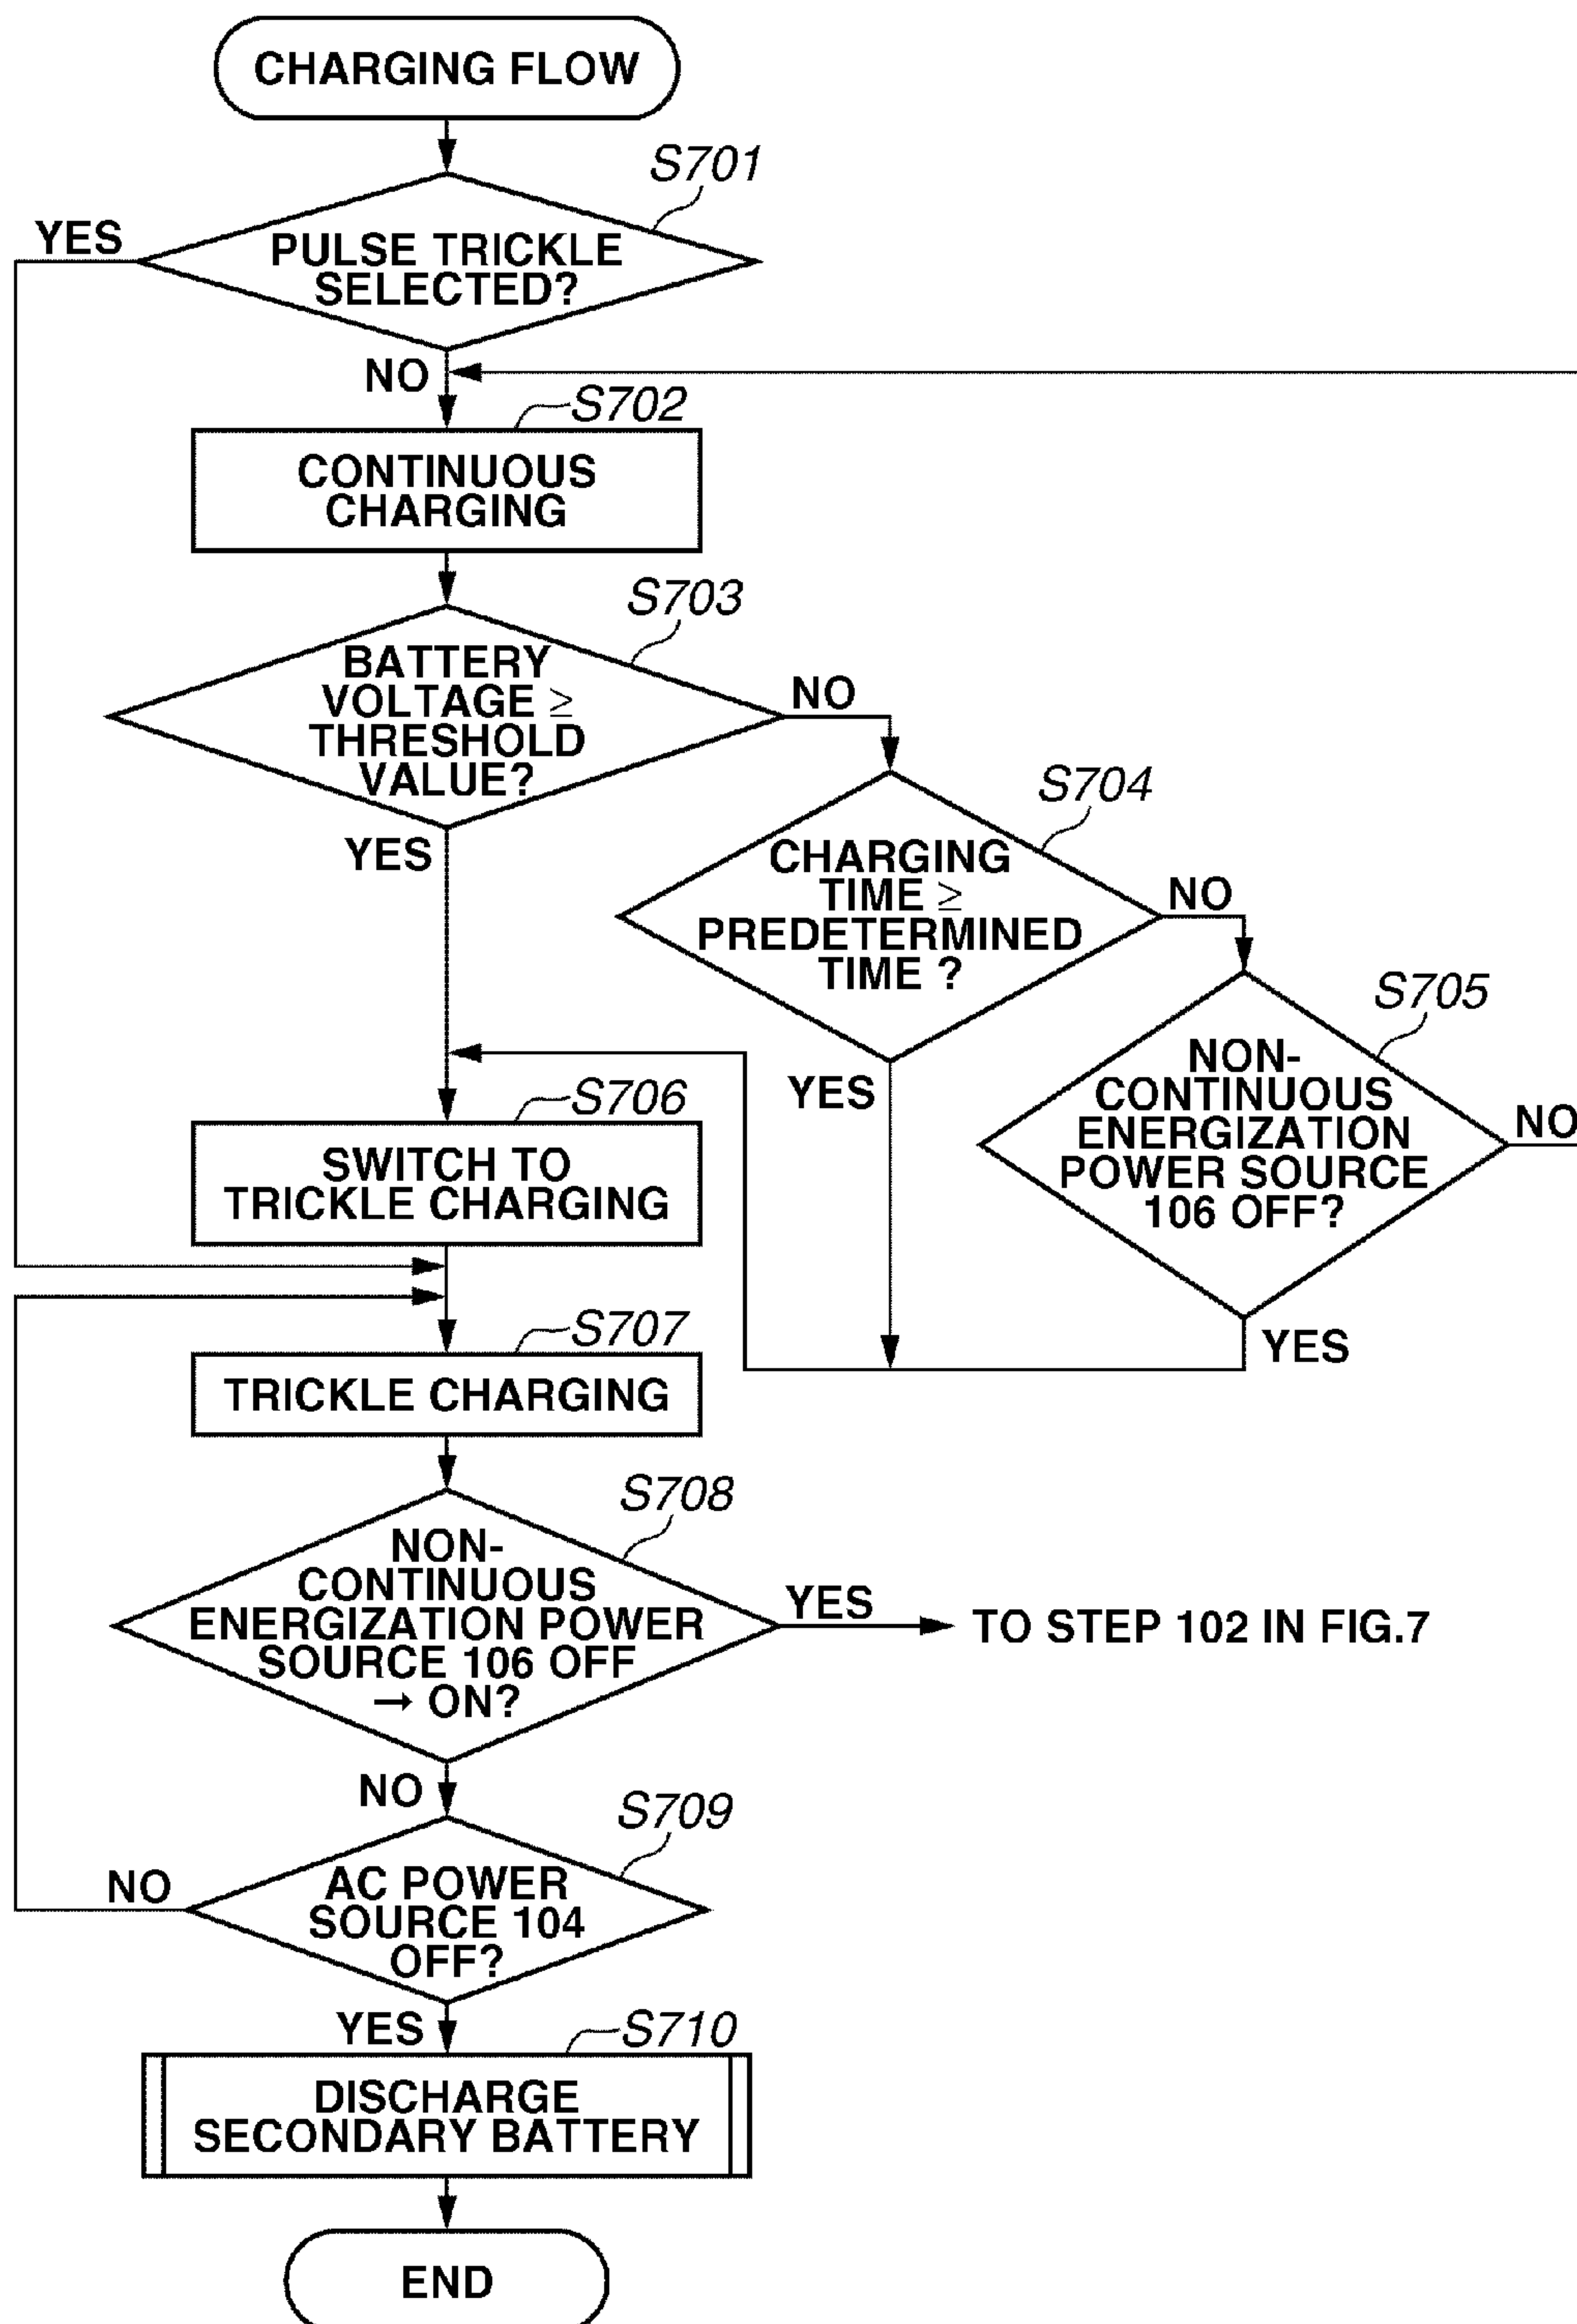 CHARGING FLOW
S701
YES
PULSE TRICKLE
SELECTED?
NO
S702
CONTINUOUS
CHARGING
S703
BATTERY
VOLTAGE ≥
THRESHOLD
VALUE?
NO
YES
S704
CHARGING
TIME ≥
PREDETERMINED
TIME ?
NO
YES
S705
NON-
CONTINUOUS
ENERGIZATION
POWER SOURCE
106 OFF?
NO
YES
S706
SWITCH TO
TRICKLE CHARGING
S707
TRICKLE CHARGING
S708
NON-
CONTINUOUS
ENERGIZATION POWER
SOURCE 106 OFF
→ ON?
YES
TO STEP 102 IN FIG.7
NO
S709
AC POWER
SOURCE 104
OFF?
NO
YES
S710
DISCHARGE
SECONDARY BATTERY
END